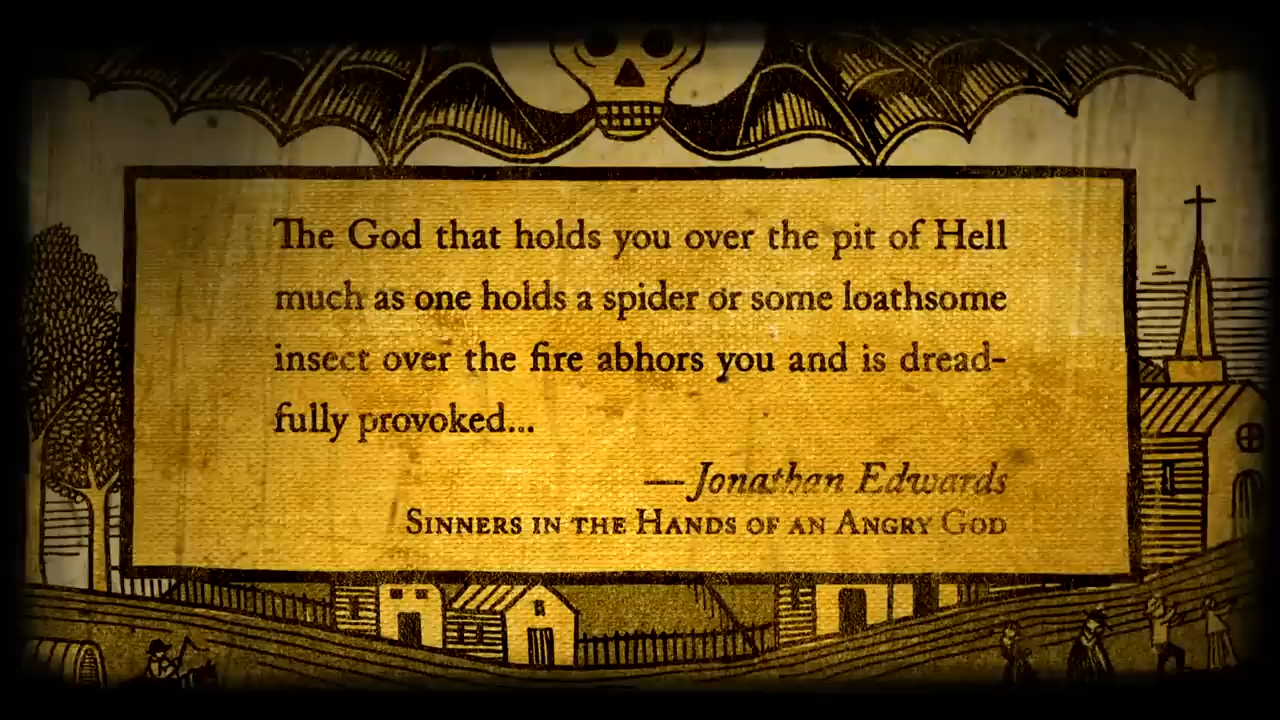 The God that holds you over the pit of Hell
much as one holds a spider or some loathsome
insect over the fire abhors you and is dread-
fully provoked...
— Jonathan Edwards
SINNERS IN THE HANDS OF AN ANGRY GOD